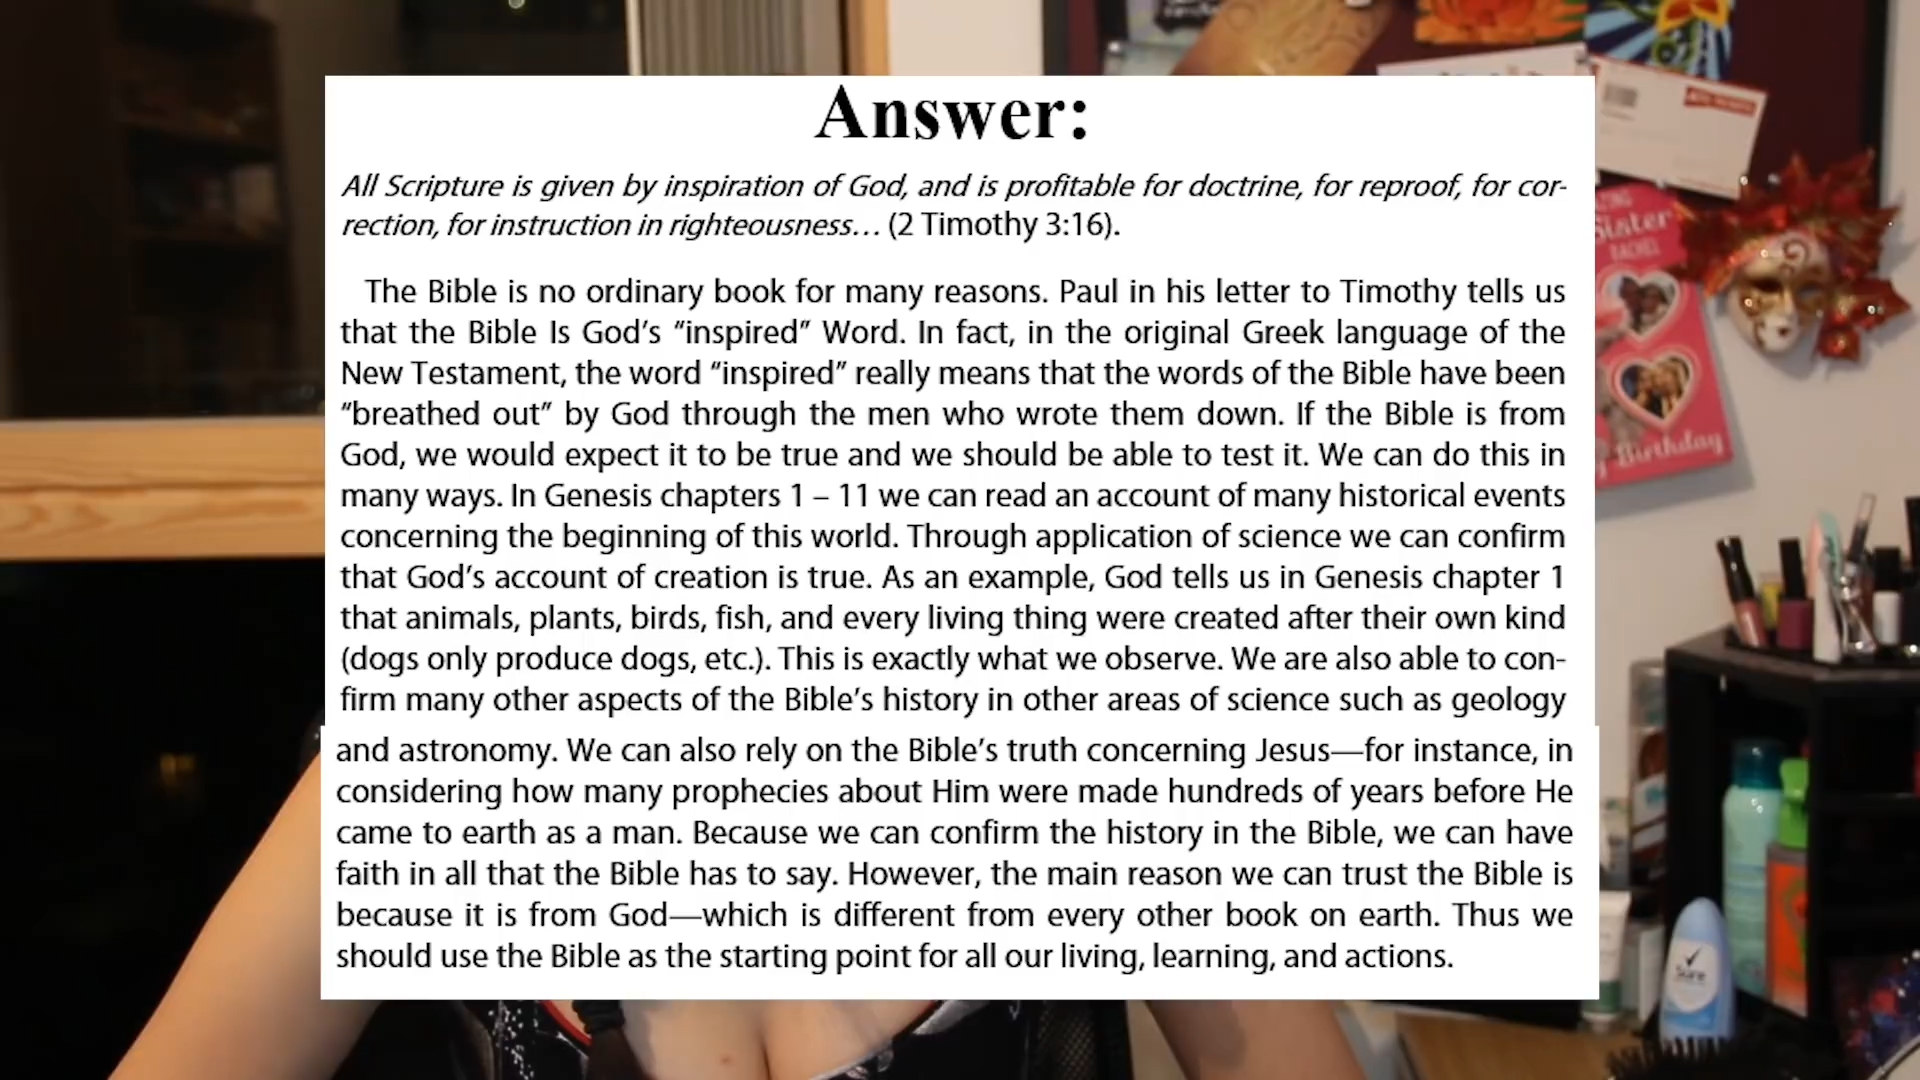 Answer:
All Scripture is given by inspiration of God, and is profitable for doctrine, for reproof, for cor-
rection, for instruction in righteousness… (2 Timothy 3:16).
The Bible is no ordinary book for many reasons. Paul in his letter to Timothy tells us
that the Bible Is God’s “inspired” Word. In fact, in the original Greek language of the
New Testament, the word “inspired” really means that the words of the Bible have been
“breathed out” by God through the men who wrote them down. If the Bible is from
God, we would expect it to be true and we should be able to test it. We can do this in
many ways. In Genesis chapters 1 – 11 we can read an account of many historical events
concerning the beginning of this world. Through application of science we can confirm
that God’s account of creation is true. As an example, God tells us in Genesis chapter 1
that animals, plants, birds, fish, and every living thing were created after their own kind
(dogs only produce dogs, etc.). This is exactly what we observe. We are also able to con-
firm many other aspects of the Bible’s history in other areas of science such as geology
and astronomy. We can also rely on the Bible’s truth concerning Jesus—for instance, in
considering how many prophecies about Him were made hundreds of years before He
came to earth as a man. Because we can confirm the history in the Bible, we can have
faith in all that the Bible has to say. However, the main reason we can trust the Bible is
because it is from God—which is different from every other book on earth. Thus we
should use the Bible as the starting point for all our living, learning, and actions.
Sister
RACHEL
Birthday
Sure